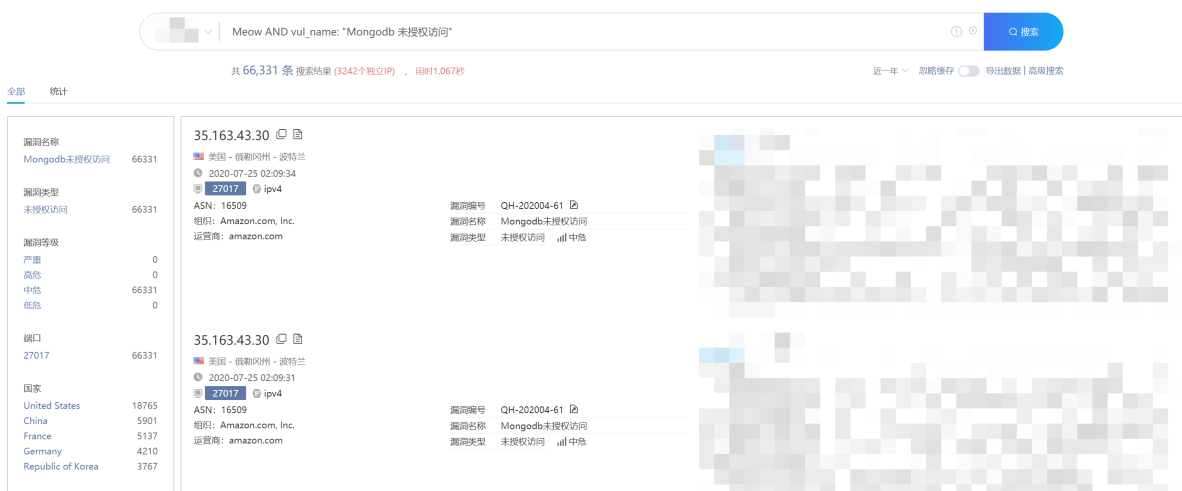 Meow AND vul_name: "Mongodb 未授权访问"
搜索
共 66,331 条 搜索结果 (3242个独立IP) ，用时1.067秒
近一年 忽略缓存 导出数据 | 高级搜索
全部 统计
漏洞名称
Mongodb未授权访问 66331
漏洞类型
未授权访问 66331
漏洞等级
严重 0
高危 0
中危 66331
低危 0
端口
27017 66331
国家
United States 18765
China 5901
France 5137
Germany 4210
Republic of Korea 3767
35.163.43.30
美国 - 俄勒冈州 - 波特兰
2020-07-25 02:09:34
27017 ipv4
ASN: 16509
组织: Amazon.com, Inc.
运营商: amazon.com
漏洞编号 QH-202004-61
漏洞名称 Mongodb未授权访问
漏洞类型 未授权访问 中危
35.163.43.30
美国 - 俄勒冈州 - 波特兰
2020-07-25 02:09:31
27017 ipv4
ASN: 16509
组织: Amazon.com, Inc.
运营商: amazon.com
漏洞编号 QH-202004-61
漏洞名称 Mongodb未授权访问
漏洞类型 未授权访问 中危